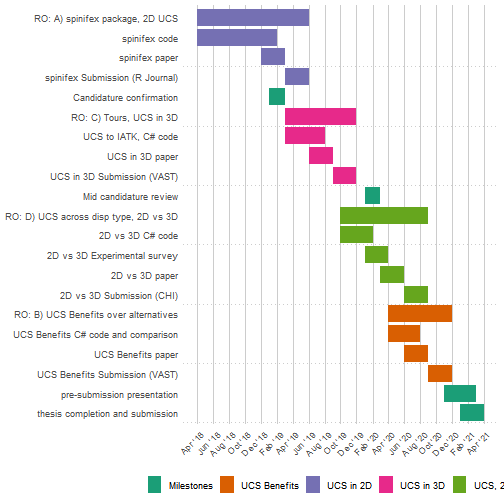 RO: A) spinifex package, 2D UCS
spinifex code
spinifex paper
spinifex Submission (R Journal)
Candidature confirmation
RO: C) Tours, UCS in 3D
UCS to IATK, C# code
UCS in 3D paper
UCS in 3D Submission (VAST)
Mid candidature review
RO: D) UCS across disp type, 2D vs 3D
2D vs 3D C# code
2D vs 3D Experimental survey
2D vs 3D paper
2D vs 3D Submission (CHI)
RO: B) UCS Benefits over alternatives
UCS Benefits C# code and comparison
UCS Benefits paper
UCS Benefits Submission (VAST)
pre-submission presentation
thesis completion and submission
Apr '18 Jun '18 Aug '18 Oct '18 Dec '18 Feb '19 Apr '19 Jun '19 Aug '19 Oct '19 Dec '19 Feb '20 Apr '20 Jun '20 Aug '20 Oct '20 Dec '20 Feb '21 Apr '21
Milestones UCS Benefits UCS in 2D UCS in 3D UCS, 2